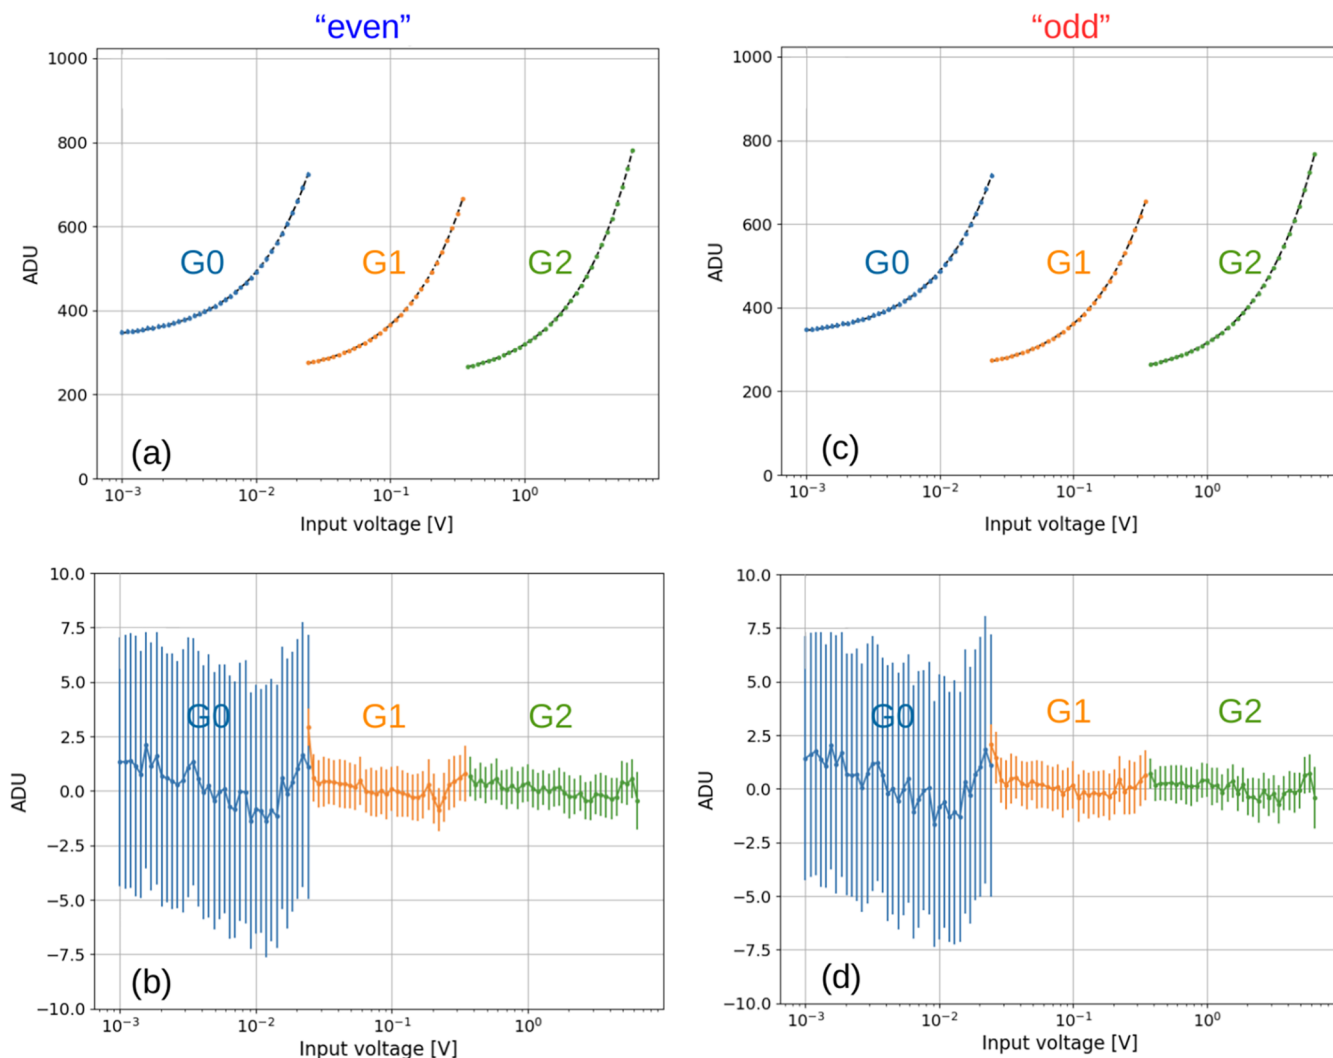 “even”
1000
800
600
400
200
0
ADU
G0
G1
G2
(a)
10⁻³
10⁻²
10⁻¹
10⁰
Input voltage [V]
“odd”
1000
800
600
400
200
0
ADU
G0
G1
G2
(c)
10⁻³
10⁻²
10⁻¹
10⁰
Input voltage [V]
10.0
7.5
5.0
2.5
0.0
−2.5
−5.0
−7.5
−10.0
ADU
G0
G1
G2
(b)
10⁻³
10⁻²
10⁻¹
10⁰
Input voltage [V]
10.0
7.5
5.0
2.5
0.0
−2.5
−5.0
−7.5
−10.0
ADU
G0
G1
G2
(d)
10⁻³
10⁻²
10⁻¹
10⁰
Input voltage [V]